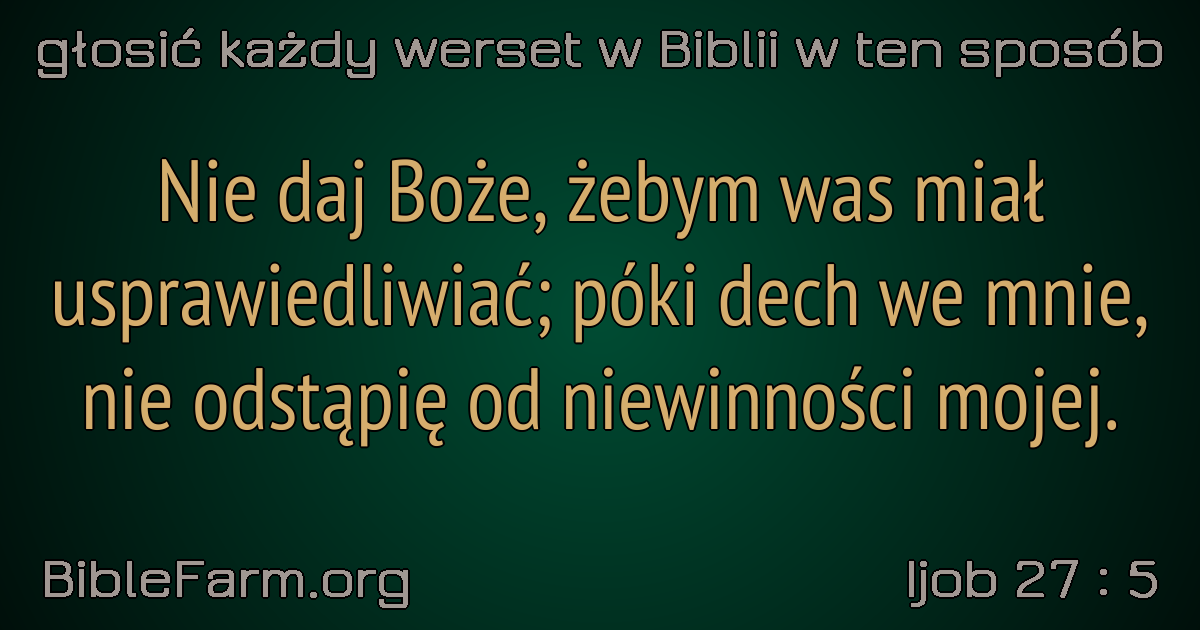 głosić każdy werset w Biblii w ten sposób
Nie daj Boże, żebym was miał
usprawiedliwiać; póki dech we mnie,
nie odstąpię od niewinności mojej.
BibleFarm.org
Ijob 27 : 5